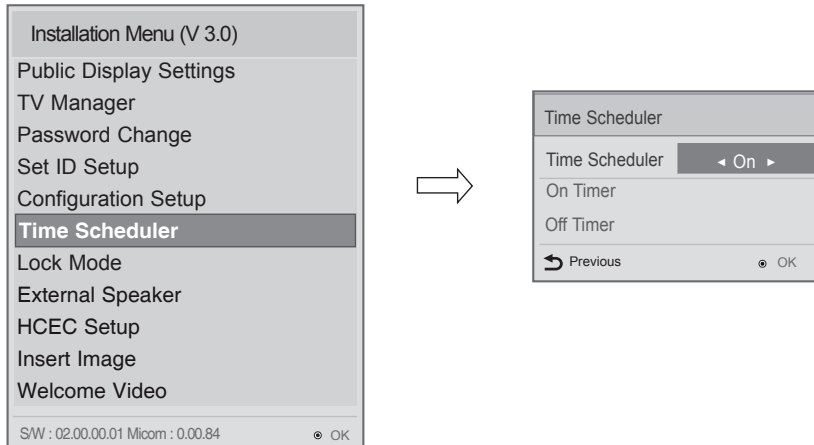 Installation Menu (V 3.0)
Public Display Settings
TV Manager
Password Change
Set ID Setup
Configuration Setup
Time Scheduler
Lock Mode
External Speaker
HCEC Setup
Insert Image
Welcome Video
S/W : 02.00.00.01 Micom : 0.00.84 ◉ OK
Time Scheduler
Time Scheduler ◄ On ►
On Timer
Off Timer
Previous ◉ OK